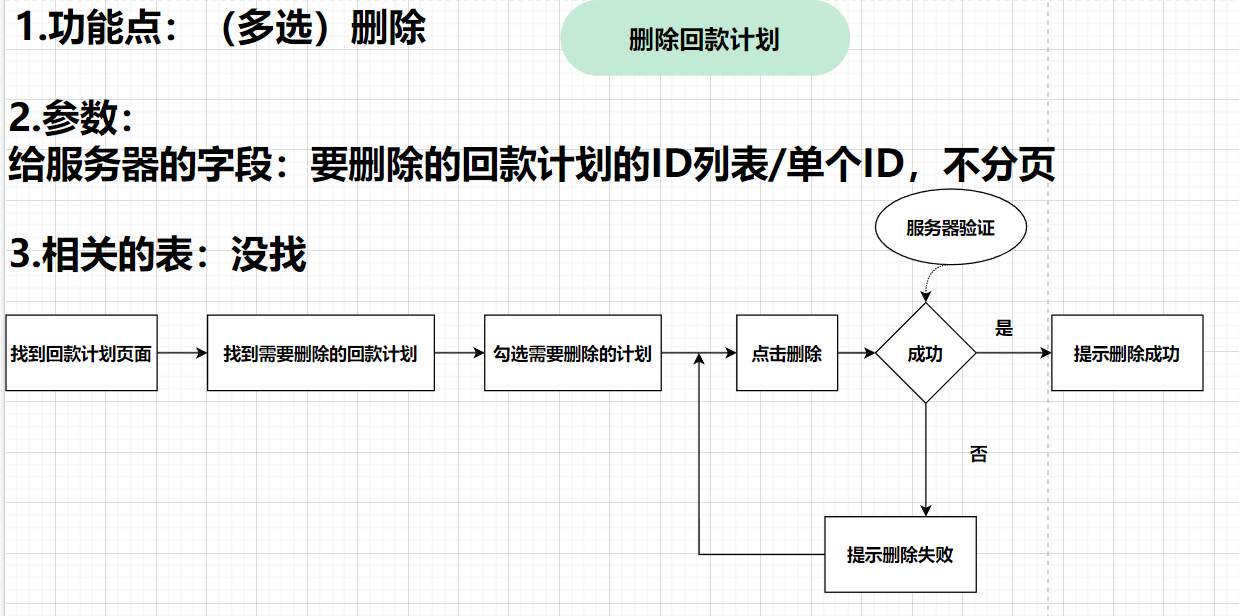 1.功能点：（多选）删除
删除回款计划
2.参数：
给服务器的字段：要删除的回款计划的ID列表/单个ID，不分页
服务器验证
3.相关的表：没找
是
找到回款计划页面
找到需要删除的回款计划
勾选需要删除的计划
点击删除
成功
提示删除成功
否
提示删除失败